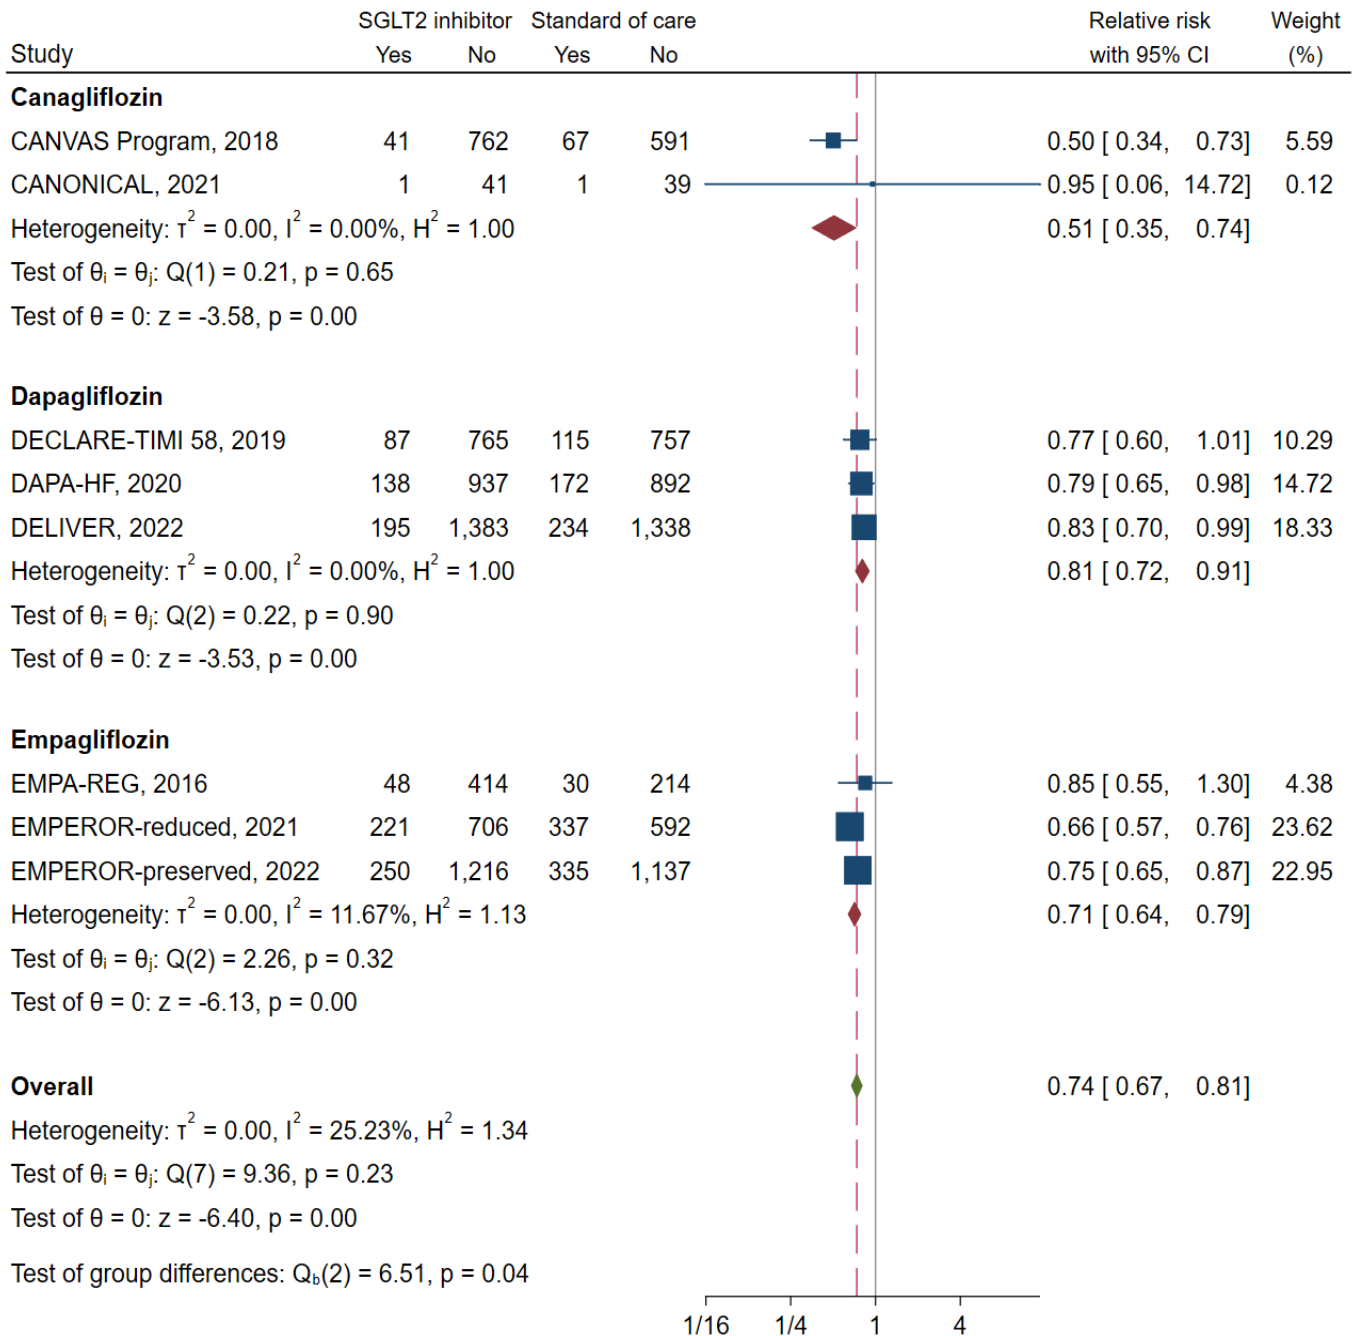 SGLT2 inhibitor Standard of care Relative risk Weight
Study Yes No Yes No with 95% CI (%)
Canagliflozin
CANVAS Program, 2018 41 762 67 591 0.50 [ 0.34, 0.73] 5.59
CANONICAL, 2021 1 41 1 39 0.95 [ 0.06, 14.72] 0.12
Heterogeneity: τ² = 0.00, I² = 0.00%, H² = 1.00 0.51 [ 0.35, 0.74]
Test of θᵢ = θⱼ: Q(1) = 0.21, p = 0.65
Test of θ = 0: z = -3.58, p = 0.00
Dapagliflozin
DECLARE-TIMI 58, 2019 87 765 115 757 0.77 [ 0.60, 1.01] 10.29
DAPA-HF, 2020 138 937 172 892 0.79 [ 0.65, 0.98] 14.72
DELIVER, 2022 195 1,383 234 1,338 0.83 [ 0.70, 0.99] 18.33
Heterogeneity: τ² = 0.00, I² = 0.00%, H² = 1.00 0.81 [ 0.72, 0.91]
Test of θᵢ = θⱼ: Q(2) = 0.22, p = 0.90
Test of θ = 0: z = -3.53, p = 0.00
Empagliflozin
EMPA-REG, 2016 48 414 30 214 0.85 [ 0.55, 1.30] 4.38
EMPEROR-reduced, 2021 221 706 337 592 0.66 [ 0.57, 0.76] 23.62
EMPEROR-preserved, 2022 250 1,216 335 1,137 0.75 [ 0.65, 0.87] 22.95
Heterogeneity: τ² = 0.00, I² = 11.67%, H² = 1.13 0.71 [ 0.64, 0.79]
Test of θᵢ = θⱼ: Q(2) = 2.26, p = 0.32
Test of θ = 0: z = -6.13, p = 0.00
Overall 0.74 [ 0.67, 0.81]
Heterogeneity: τ² = 0.00, I² = 25.23%, H² = 1.34
Test of θᵢ = θⱼ: Q(7) = 9.36, p = 0.23
Test of θ = 0: z = -6.40, p = 0.00
Test of group differences: Q_b(2) = 6.51, p = 0.04
1/16 1/4 1 4